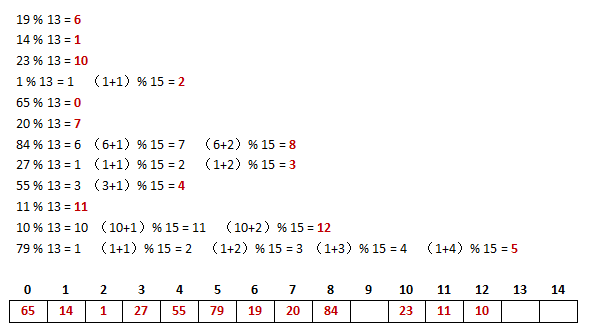 19 % 13 = 6
14 % 13 = 1
23 % 13 = 10
1 % 13 = 1 （1+1）% 15 = 2
65 % 13 = 0
20 % 13 = 7
84 % 13 = 6 （6+1）% 15 = 7 （6+2）% 15 = 8
27 % 13 = 1 （1+1）% 15 = 2 （1+2）% 15 = 3
55 % 13 = 3 （3+1）% 15 = 4
11 % 13 = 11
10 % 13 = 10 （10+1）% 15 = 11 （10+2）% 15 = 12
79 % 13 = 1 （1+1）% 15 = 2 （1+2）% 15 = 3 （1+3）% 15 = 4 （1+4）% 15 = 5
0 1 2 3 4 5 6 7 8 9 10 11 12 13 14
65 14 1 27 55 79 19 20 84 23 11 10